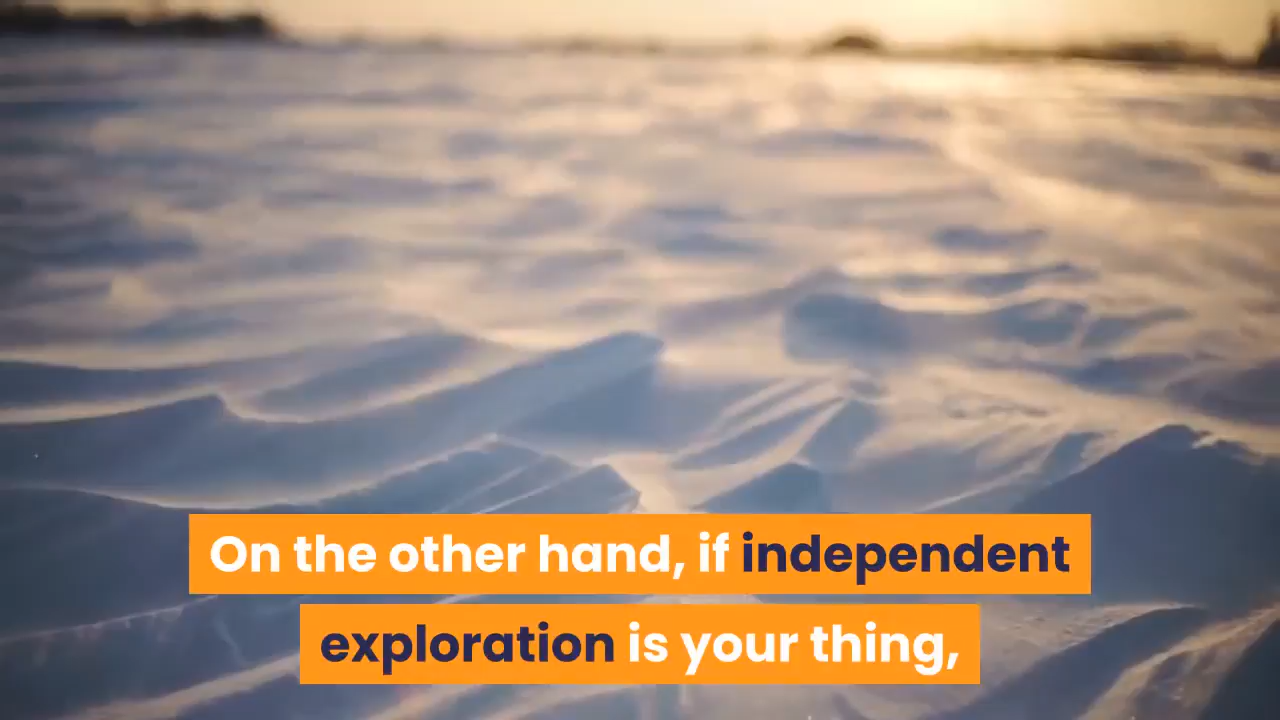 On the other hand, if independent
exploration is your thing,